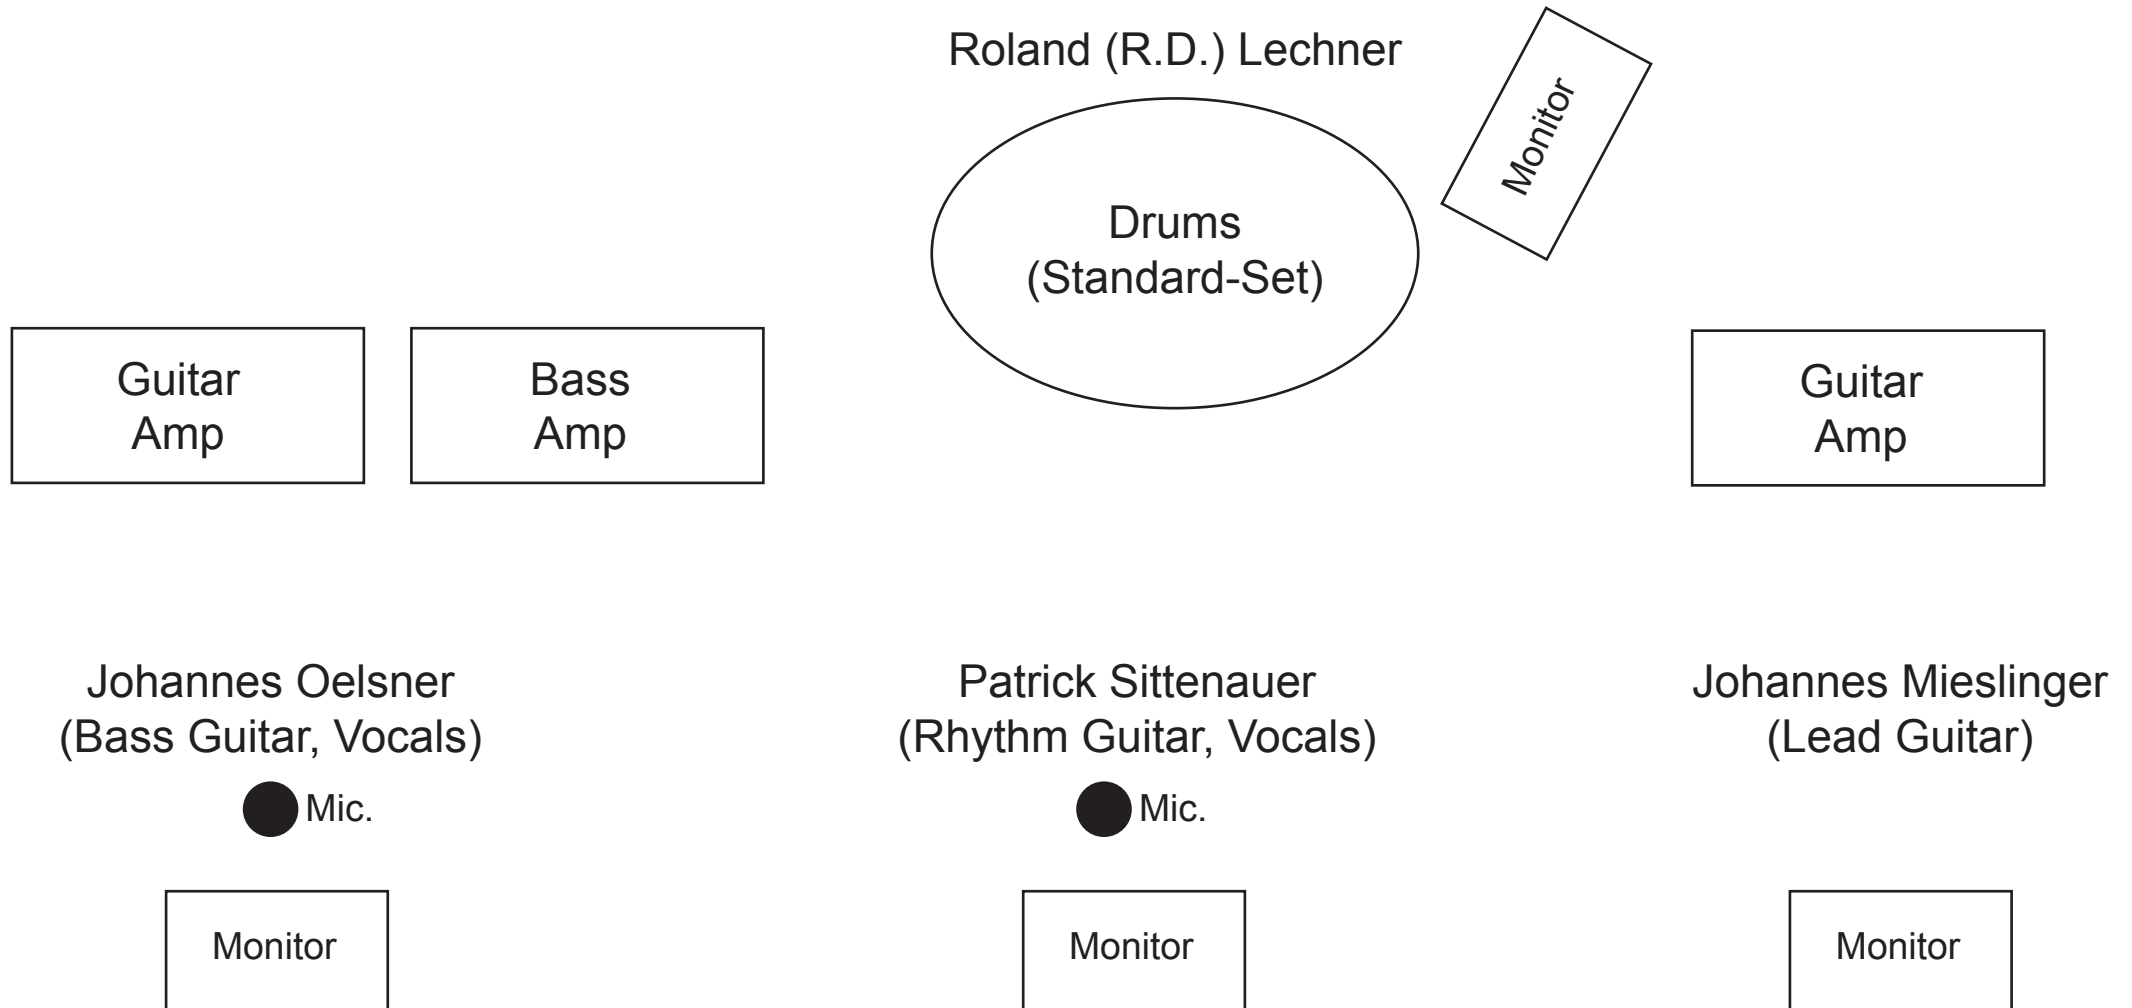 Roland (R.D.) Lechner
Monitor
Drums
(Standard-Set)
Guitar
Amp
Bass
Amp
Guitar
Amp
Johannes Oelsner
(Bass Guitar, Vocals)
Mic.
Monitor
Patrick Sittenauer
(Rhythm Guitar, Vocals)
Mic.
Monitor
Johannes Mieslinger
(Lead Guitar)
Monitor